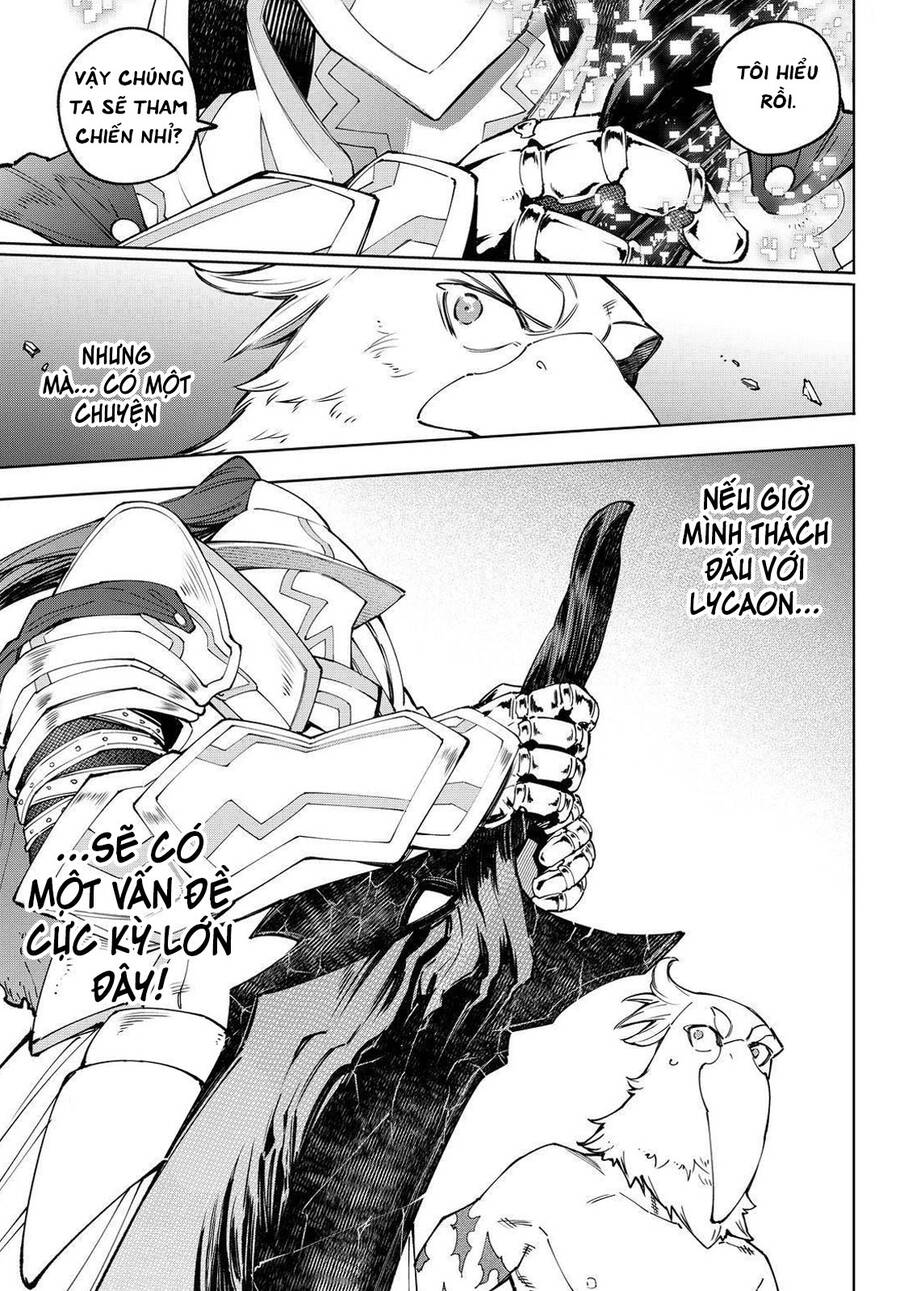 TÔI HIỂU
RỒI.
VẬY CHÚNG
TA SẼ THAM
CHIẾN NHỈ?
NHƯNG
MÀ... CÓ MỘT
CHUYỆN
NẾU GIỜ
MÌNH THÁCH
ĐẤU VỚI
LYCAON...
...SẼ CÓ
MỘT VẤN ĐỀ
CỰC KỲ LỚN
ĐÂY!